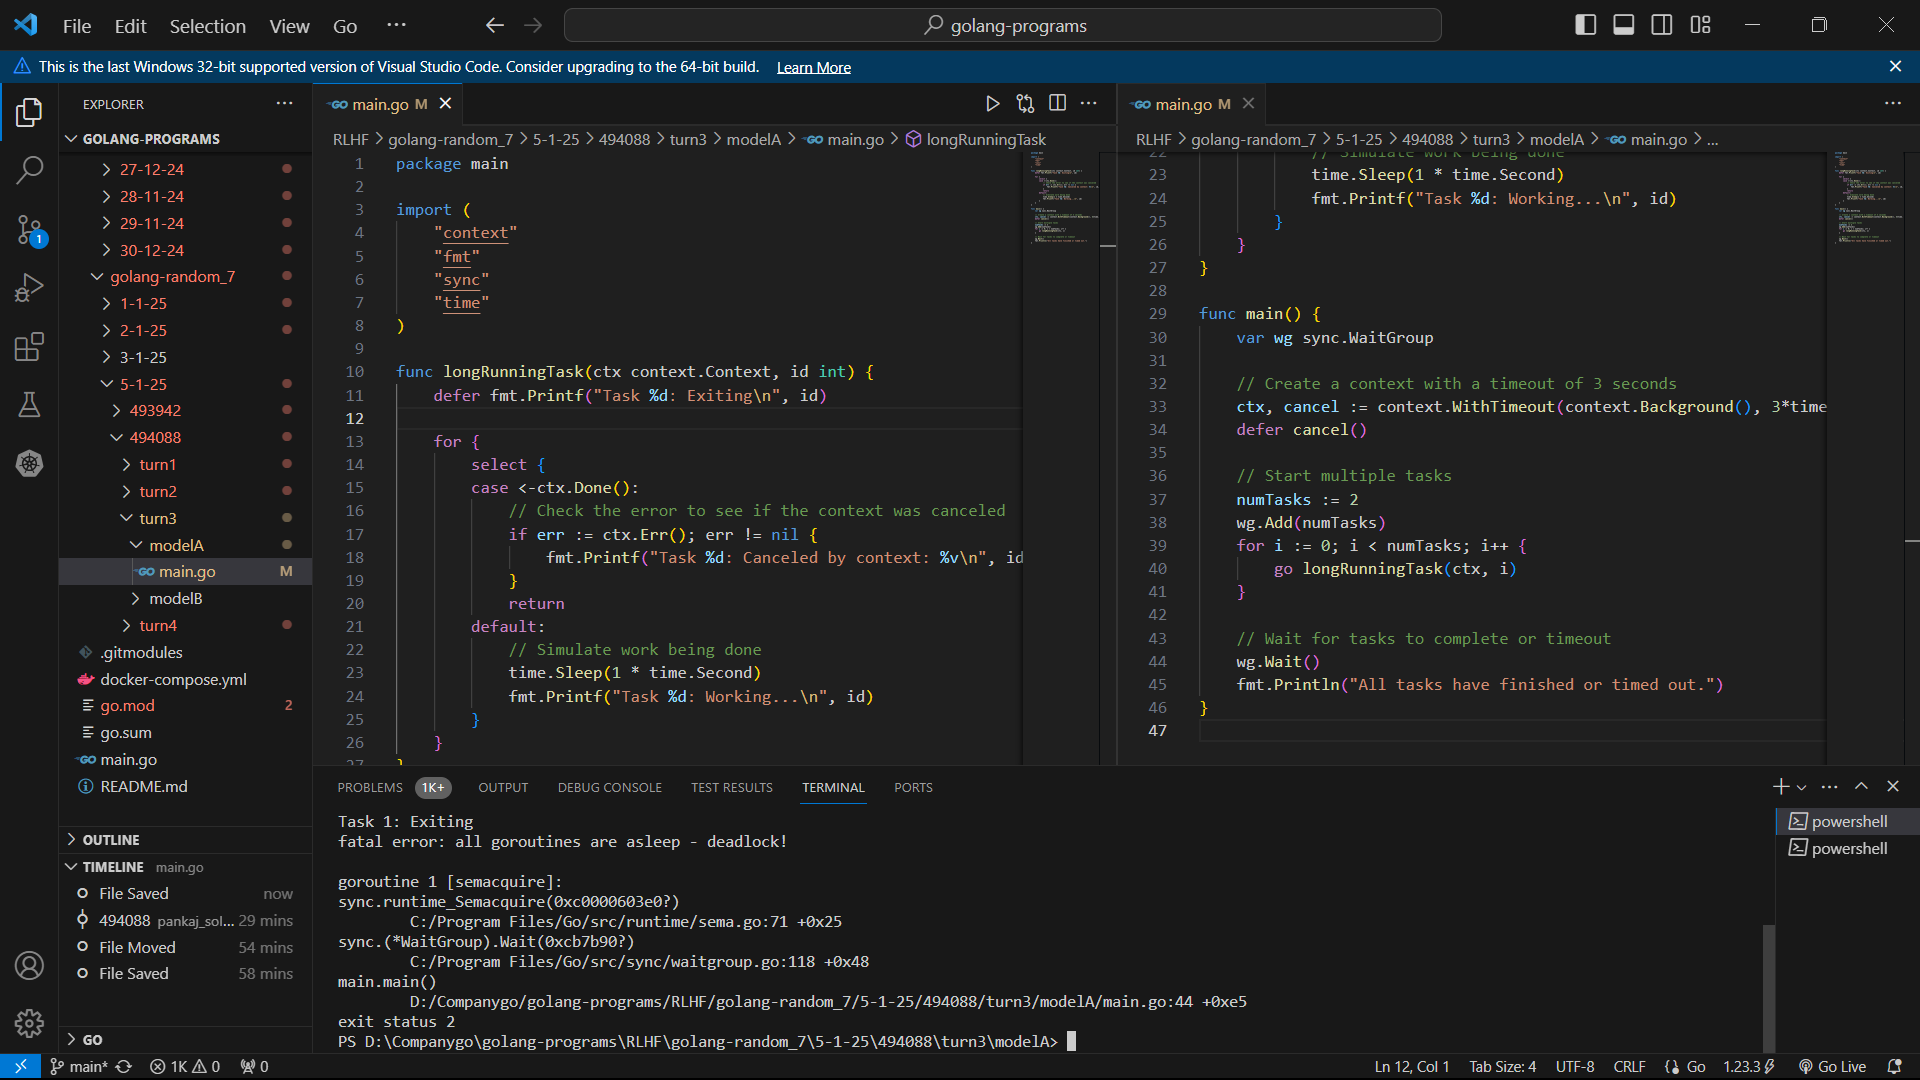 File Edit Selection View Go ··· golang-programs
This is the last Windows 32-bit supported version of Visual Studio Code. Consider upgrading to the 64-bit build. Learn More
EXPLORER
GOLANG-PROGRAMS
27-12-24
28-11-24
29-11-24
30-12-24
golang-random_7
1-1-25
2-1-25
3-1-25
5-1-25
493942
494088
turn1
turn2
turn3
modelA
main.go M
modelB
turn4
.gitmodules
docker-compose.yml
go.mod 2
go.sum
main.go
README.md
OUTLINE
TIMELINE main.go
File Saved now
494088 pankaj_sol... 29 mins
File Moved 54 mins
File Saved 58 mins
GO
main.go M
RLHF > golang-random_7 > 5-1-25 > 494088 > turn3 > modelA > main.go > longRunningTask
1 package main
2
3 import (
4 "context"
5 "fmt"
6 "sync"
7 "time"
8 )
9
10 func longRunningTask(ctx context.Context, id int) {
11 defer fmt.Printf("Task %d: Exiting\n", id)
12
13 for {
14 select {
15 case <-ctx.Done():
16 // Check the error to see if the context was canceled
17 if err := ctx.Err(); err != nil {
18 fmt.Printf("Task %d: Canceled by context: %v\n", id
19 }
20 return
21 default:
22 // Simulate work being done
23 time.Sleep(1 * time.Second)
24 fmt.Printf("Task %d: Working...\n", id)
25 }
26 }
27 }
main.go M
RLHF > golang-random_7 > 5-1-25 > 494088 > turn3 > modelA > main.go > ...
22 // Simulate work being done
23 time.Sleep(1 * time.Second)
24 fmt.Printf("Task %d: Working...\n", id)
25 }
26 }
27 }
28
29 func main() {
30 var wg sync.WaitGroup
31
32 // Create a context with a timeout of 3 seconds
33 ctx, cancel := context.WithTimeout(context.Background(), 3*time
34 defer cancel()
35
36 // Start multiple tasks
37 numTasks := 2
38 wg.Add(numTasks)
39 for i := 0; i < numTasks; i++ {
40 go longRunningTask(ctx, i)
41 }
42
43 // Wait for tasks to complete or timeout
44 wg.Wait()
45 fmt.Println("All tasks have finished or timed out.")
46 }
47
PROBLEMS 1K+ OUTPUT DEBUG CONSOLE TEST RESULTS TERMINAL PORTS
Task 1: Exiting
fatal error: all goroutines are asleep - deadlock!
goroutine 1 [semacquire]:
sync.runtime_Semacquire(0xc0000603e0?)
C:/Program Files/Go/src/runtime/sema.go:71 +0x25
sync.(*WaitGroup).Wait(0xcb7b90?)
C:/Program Files/Go/src/sync/waitgroup.go:118 +0x48
main.main()
D:/Companygo/golang-programs/RLHF/golang-random_7/5-1-25/494088/turn3/modelA/main.go:44 +0xe5
exit status 2
PS D:\Companygo\golang-programs\RLHF\golang-random_7\5-1-25\494088\turn3\modelA>
powershell
powershell
1
main* 1K 0 0 Ln 12, Col 1 Tab Size: 4 UTF-8 CRLF {} Go 1.23.3 Go Live